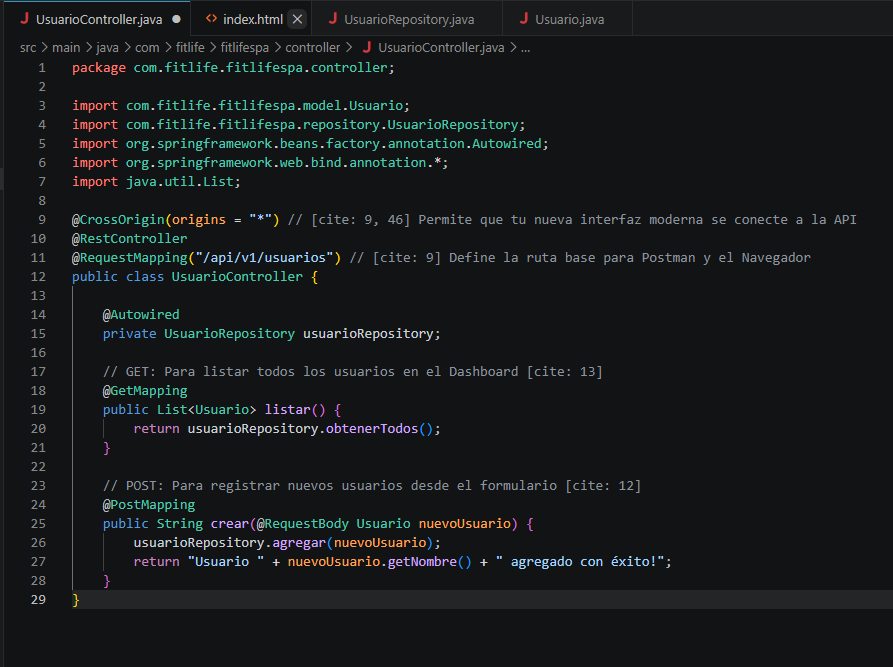 UsuarioController.java
index.html
UsuarioRepository.java
Usuario.java
src > main > java > com > fitlife > fitlifespa > controller > UsuarioController.java > ...
1 package com.fitlife.fitlifespa.controller;
2
3 import com.fitlife.fitlifespa.model.Usuario;
4 import com.fitlife.fitlifespa.repository.UsuarioRepository;
5 import org.springframework.beans.factory.annotation.Autowired;
6 import org.springframework.web.bind.annotation.*;
7 import java.util.List;
8
9 @CrossOrigin(origins = "*") // [cite: 9, 46] Permite que tu nueva interfaz moderna se conecte a la API
10 @RestController
11 @RequestMapping("/api/v1/usuarios") // [cite: 9] Define la ruta base para Postman y el Navegador
12 public class UsuarioController {
13
14     @Autowired
15     private UsuarioRepository usuarioRepository;
16
17     // GET: Para listar todos los usuarios en el Dashboard [cite: 13]
18     @GetMapping
19     public List<Usuario> listar() {
20         return usuarioRepository.obtenerTodos();
21     }
22
23     // POST: Para registrar nuevos usuarios desde el formulario [cite: 12]
24     @PostMapping
25     public String crear(@RequestBody Usuario nuevoUsuario) {
26         usuarioRepository.agregar(nuevoUsuario);
27         return "Usuario " + nuevoUsuario.getNombre() + " agregado con éxito!";
28     }
29 }